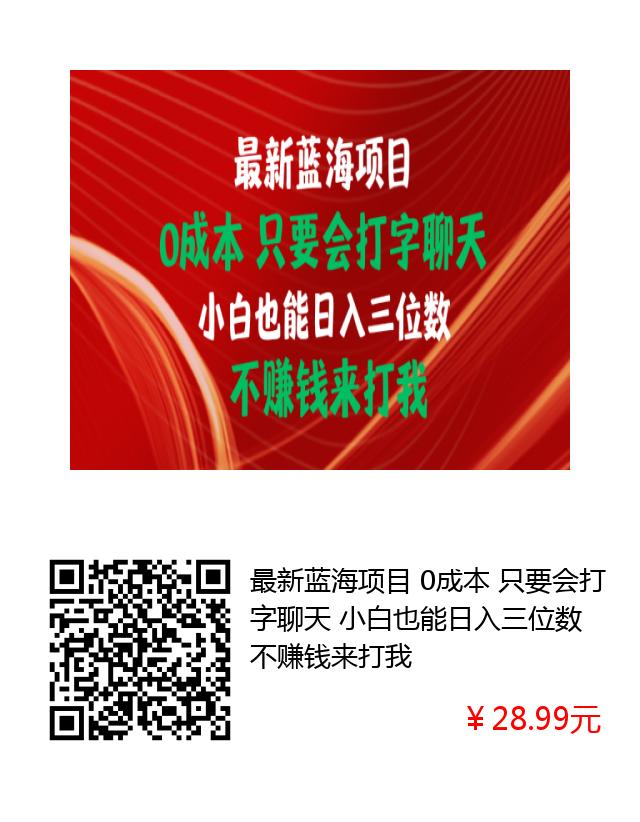 最新蓝海项目
0成本 只要会打字聊天
小白也能日入三位数
不赚钱来打我
最新蓝海项目 0成本 只要会打
字聊天 小白也能日入三位数
不赚钱来打我
¥28.99元